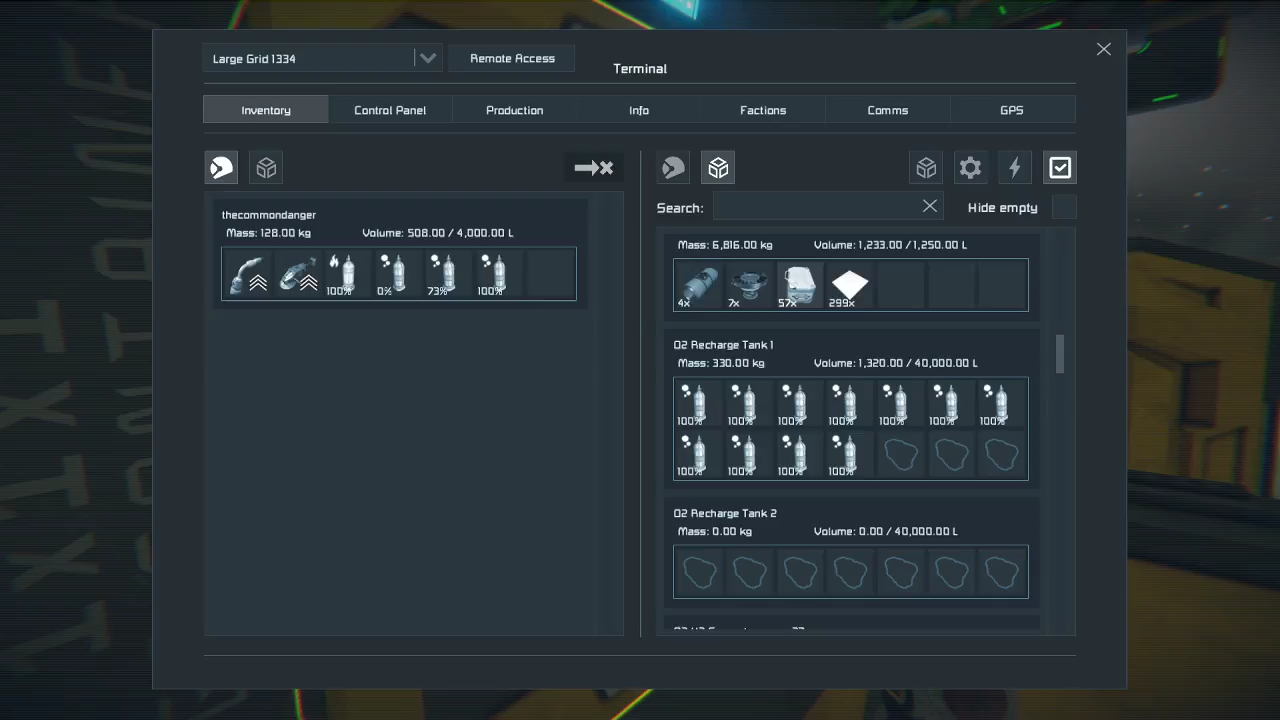 Large Grid 1334
Remote Access
Terminal
Inventory
Control Panel
Production
Info
Factions
Comms
GPS
Search:
Hide empty
thecommondanger
Mass: 128.00 kg
Volume: 508.00 / 4,000.00 L
100%
0%
73%
100%
Mass: 6,816.00 kg
Volume: 1,233.00 / 1,250.00 L
4x
7x
57x
299x
O2 Recharge Tank 1
Mass: 330.00 kg
Volume: 1,320.00 / 40,000.00 L
100%
100%
100%
100%
100%
100%
100%
100%
100%
100%
100%
O2 Recharge Tank 2
Mass: 0.00 kg
Volume: 0.00 / 40,000.00 L